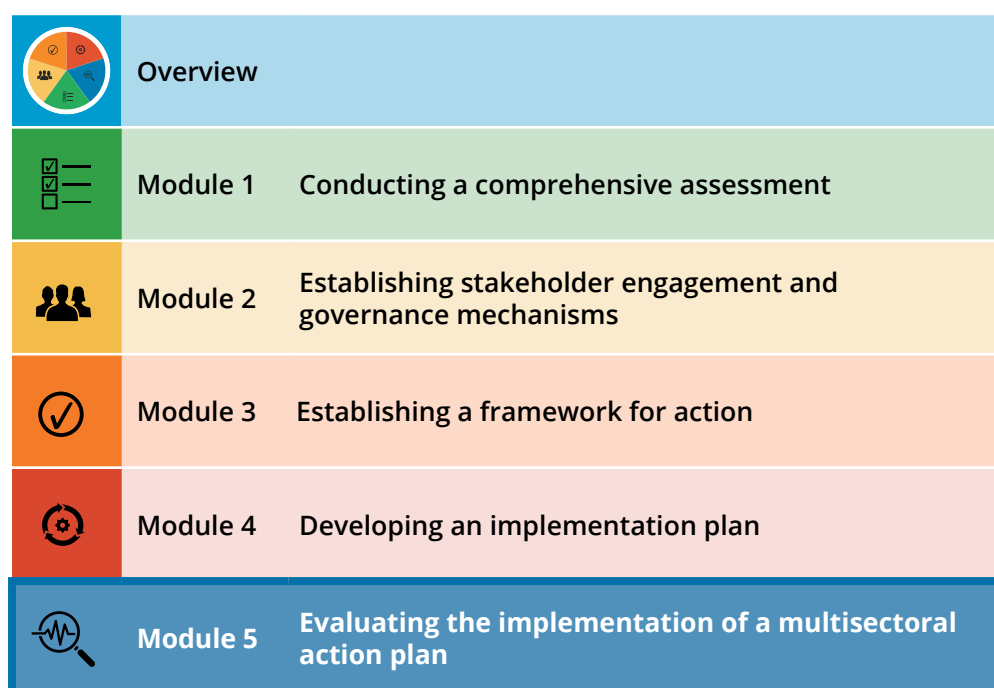 Overview
Module 1 Conducting a comprehensive assessment
Module 2 Establishing stakeholder engagement and
governance mechanisms
Module 3 Establishing a framework for action
Module 4 Developing an implementation plan
Module 5 Evaluating the implementation of a multisectoral
action plan